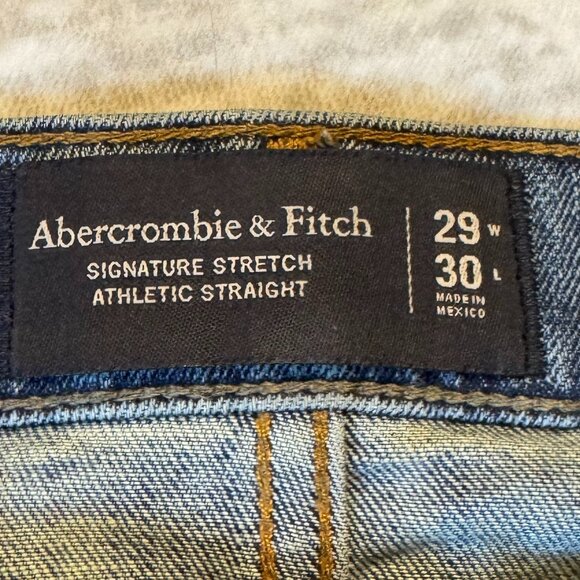 Abercrombie & Fitch
SIGNATURE STRETCH
ATHLETIC STRAIGHT
29 W
30 L
MADE IN
MEXICO